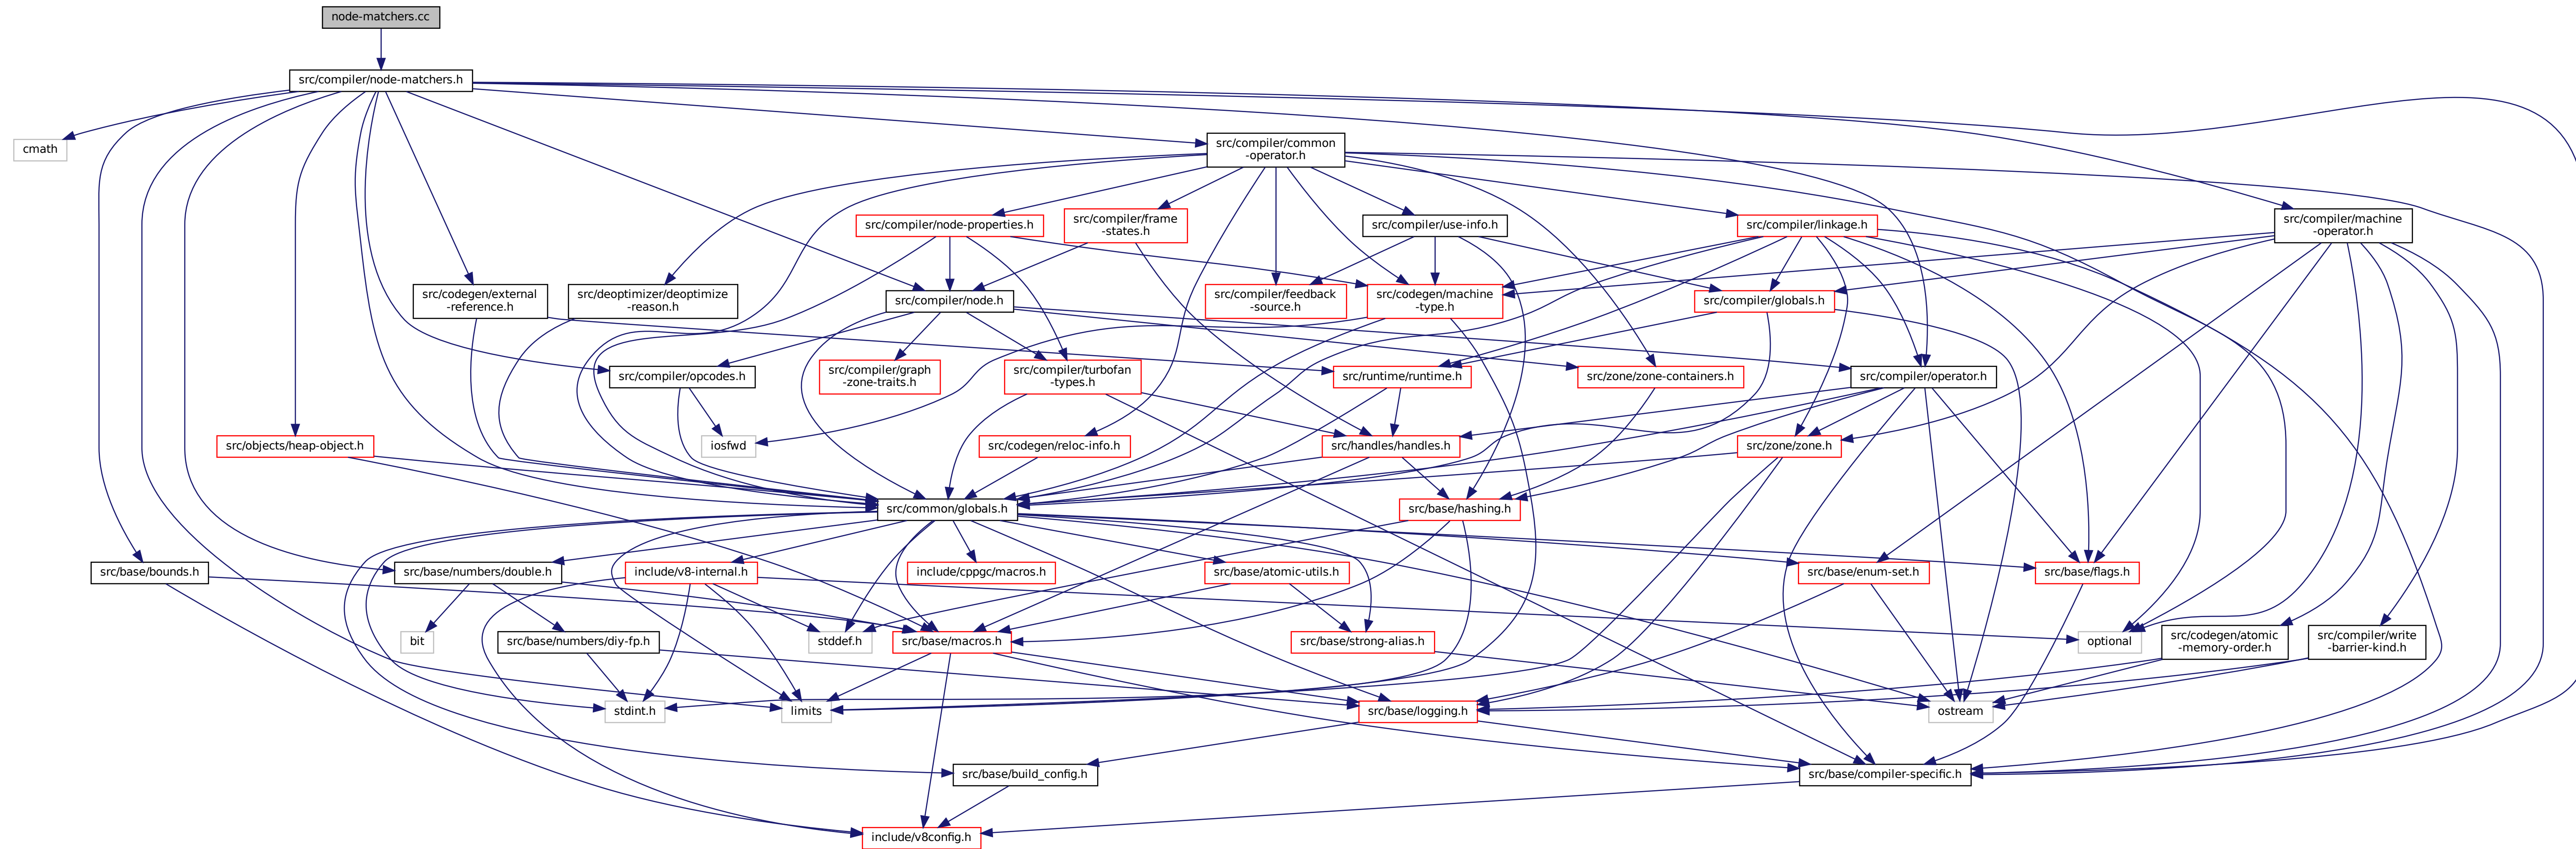 node-matchers.cc
src/compiler/node-matchers.h
cmath
src/compiler/common
-operator.h
src/compiler/node-properties.h
src/compiler/frame
-states.h
src/compiler/use-info.h
src/compiler/linkage.h
src/compiler/machine
-operator.h
src/codegen/external
-reference.h
src/deoptimizer/deoptimize
-reason.h
src/compiler/node.h
src/compiler/feedback
-source.h
src/codegen/machine
-type.h
src/compiler/globals.h
src/compiler/opcodes.h
src/compiler/graph
-zone-traits.h
src/compiler/turbofan
-types.h
src/runtime/runtime.h
src/zone/zone-containers.h
src/compiler/operator.h
src/objects/heap-object.h
iosfwd
src/codegen/reloc-info.h
src/handles/handles.h
src/zone/zone.h
src/common/globals.h
src/base/hashing.h
src/base/bounds.h
src/base/numbers/double.h
include/v8-internal.h
include/cppgc/macros.h
src/base/atomic-utils.h
src/base/enum-set.h
src/base/flags.h
bit
src/base/numbers/diy-fp.h
stddef.h
src/base/macros.h
src/base/strong-alias.h
optional
src/codegen/atomic
-memory-order.h
src/compiler/write
-barrier-kind.h
stdint.h
limits
src/base/logging.h
ostream
src/base/build_config.h
src/base/compiler-specific.h
include/v8config.h